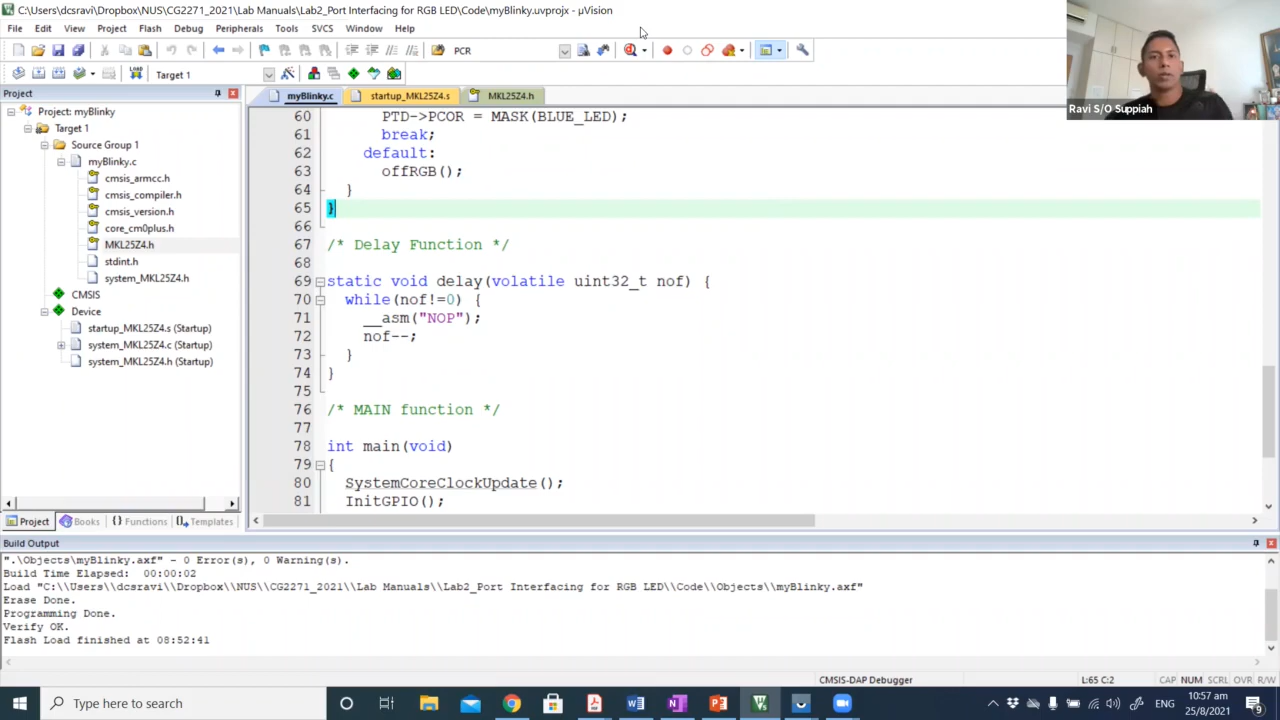 C:\Users\dcsravi\Dropbox\NUS\CG2271_2021\Lab Manuals\Lab2_Port Interfacing for RGB LED\Code\myBlinky.uvprojx - µVision
File Edit View Project Flash Debug Peripherals Tools SVCS Window Help
PCR
LOAD Target 1
Ravi S/O Suppiah
Project
myBlinky.c startup_MKL25Z4.s MKL25Z4.h
Project: myBlinky
Target 1
Source Group 1
myBlinky.c
cmsis_armcc.h
cmsis_compiler.h
cmsis_version.h
core_cm0plus.h
MKL25Z4.h
stdint.h
system_MKL25Z4.h
CMSIS
Device
startup_MKL25Z4.s (Startup)
system_MKL25Z4.c (Startup)
system_MKL25Z4.h (Startup)
Project Books {} Functions Templates
60 PTD->PCOR = MASK(BLUE_LED);
61 break;
62 default:
63 offRGB();
64 }
65 }
66
67 /* Delay Function */
68
69 static void delay(volatile uint32_t nof) {
70 while(nof!=0) {
71 __asm("NOP");
72 nof--;
73 }
74 }
75
76 /* MAIN function */
77
78 int main(void)
79 {
80 SystemCoreClockUpdate();
81 InitGPIO();
Build Output
".\Objects\myBlinky.axf" - 0 Error(s), 0 Warning(s).
Build Time Elapsed: 00:00:02
Load "C:\\Users\\dcsravi\\Dropbox\\NUS\\CG2271_2021\\Lab Manuals\\Lab2_Port Interfacing for RGB LED\\Code\\Objects\\myBlinky.axf"
Erase Done.
Programming Done.
Verify OK.
Flash Load finished at 08:52:41
CMSIS-DAP Debugger L:65 C:2 CAP NUM SCRL OVR R/W
Type here to search
ENG
10:57 am
25/8/2021
9